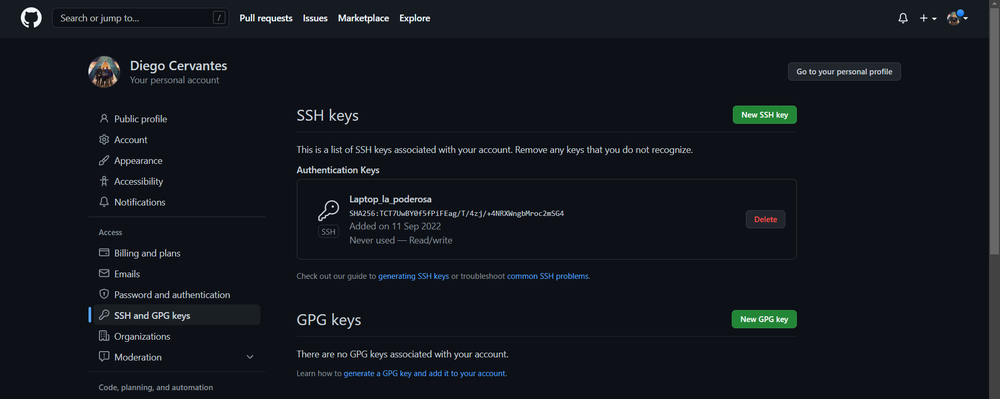 Search or jump to...
/
Pull requests
Issues
Marketplace
Explore
Diego Cervantes
Your personal account
Go to your personal profile
Public profile
Account
Appearance
Accessibility
Notifications
Access
Billing and plans
Emails
Password and authentication
SSH and GPG keys
Organizations
Moderation
Code, planning, and automation
SSH keys
New SSH key
This is a list of SSH keys associated with your account. Remove any keys that you do not recognize.
Authentication Keys
SSH
Laptop_la_poderosa
SHA256:TCT7UwBY0f5fPiFEag/T/4zj/+4NRXWngbMroc2mSG4
Added on 11 Sep 2022
Never used — Read/write
Delete
Check out our guide to generating SSH keys or troubleshoot common SSH problems.
GPG keys
New GPG key
There are no GPG keys associated with your account.
Learn how to generate a GPG key and add it to your account.